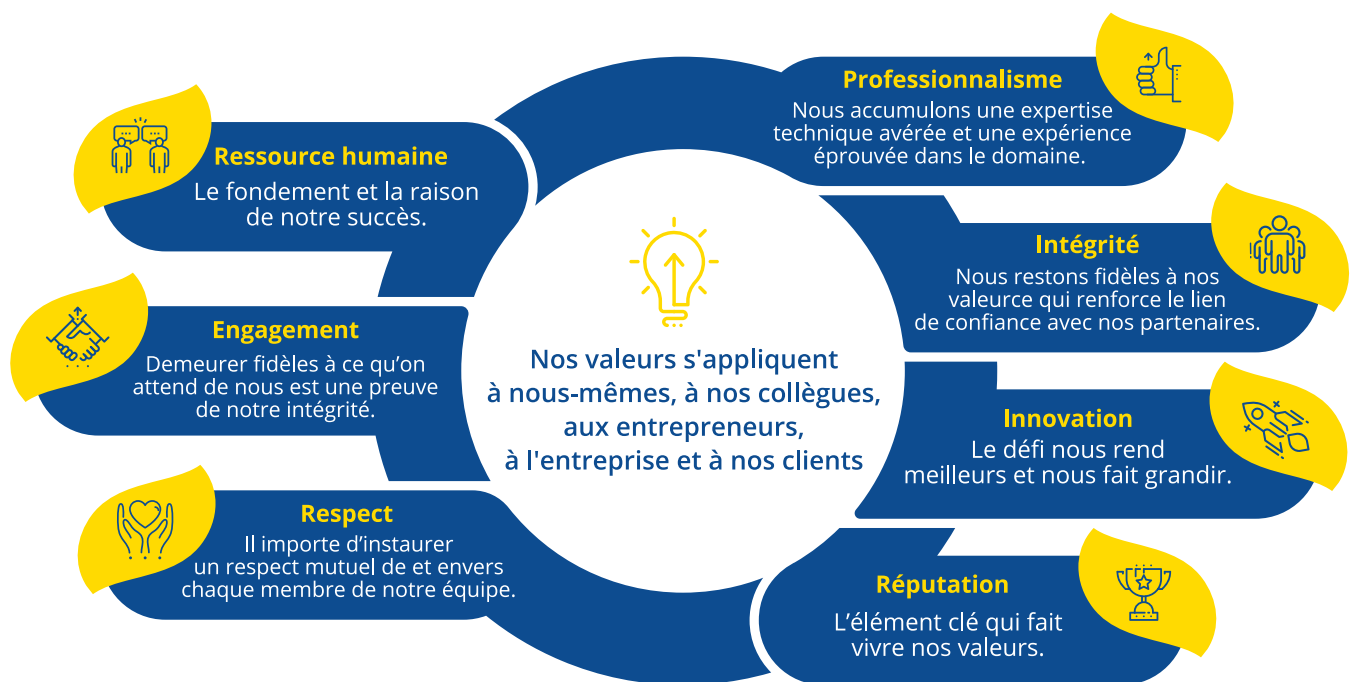 Ressource humaine
Le fondement et la raison
de notre succès.
Engagement
Demeurer fidèles à ce qu’on
attend de nous est une preuve
de notre intégrité.
Respect
Il importe d’instaurer
un respect mutuel de et envers
chaque membre de notre équipe.
Nos valeurs s'appliquent
à nous-mêmes, à nos collègues,
aux entrepreneurs,
à l'entreprise et à nos clients
Professionnalisme
Nous accumulons une expertise
technique avérée et une expérience
éprouvée dans le domaine.
Intégrité
Nous restons fidèles à nos
valeurce qui renforce le lien
de confiance avec nos partenaires.
Innovation
Le défi nous rend
meilleurs et nous fait grandir.
Réputation
L’élément clé qui fait
vivre nos valeurs.